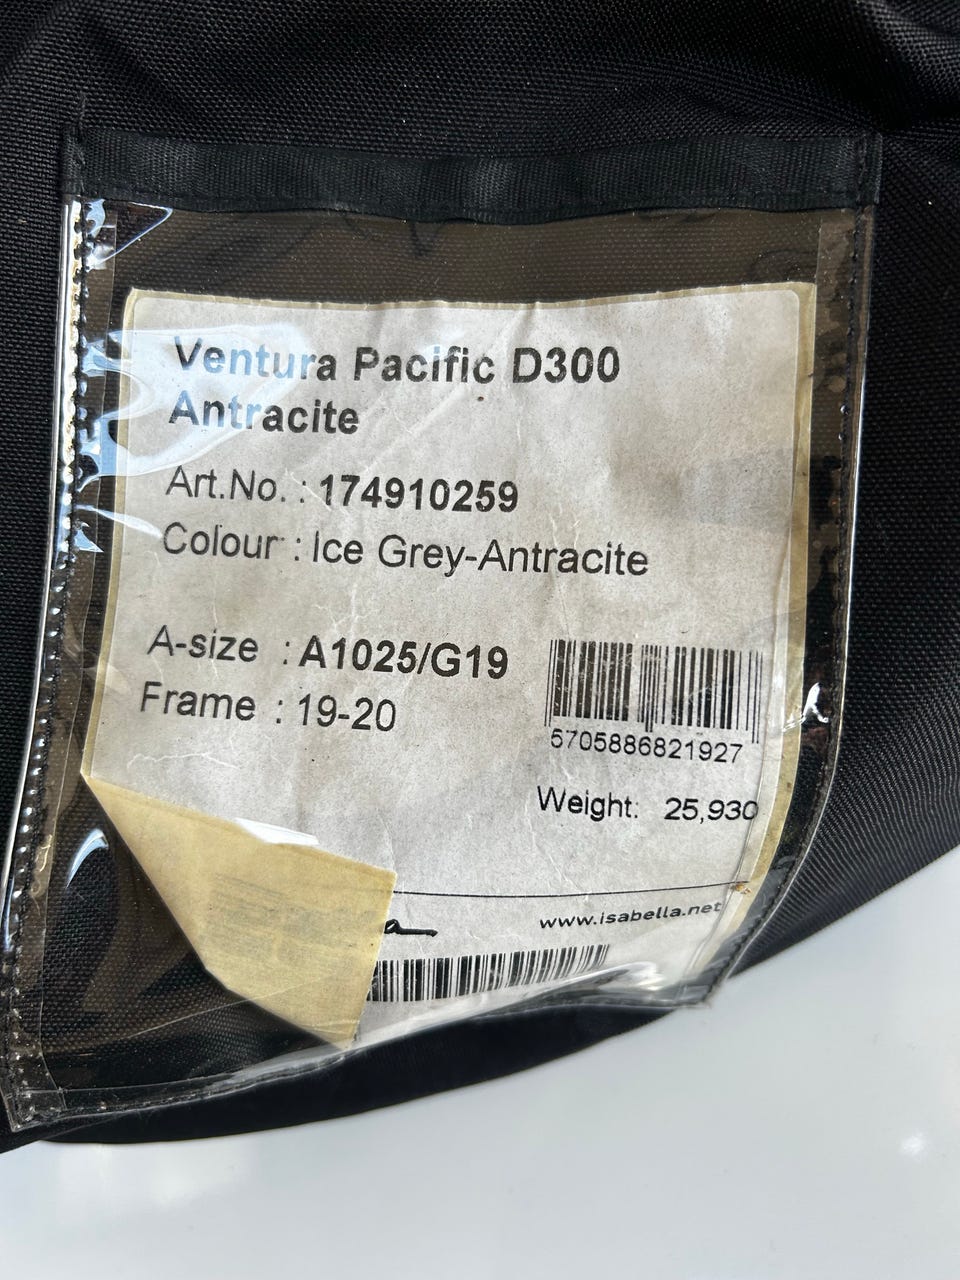 Ventura Pacific D300
Antracite
Art.No. : 174910259
Colour : Ice Grey-Antracite
A-size : A1025/G19
Frame : 19-20
5705886821927
Weight: 25,930
www.isabella.net